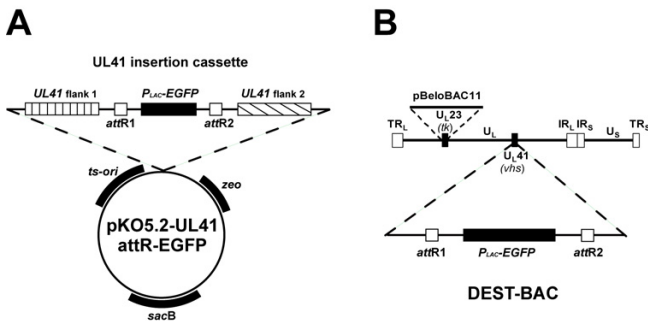 A
UL41 insertion cassette
UL41 flank 1
PLAC-EGFP
UL41 flank 2
attR1
attR2
ts-ori
zeo
pKO5.2-UL41
attR-EGFP
sacB
B
pBeloBAC11
UL23
(tk)
TRL
UL
IRL
IRS
US
TRS
UL41
(vhs)
attR1
PLAC-EGFP
attR2
DEST-BAC